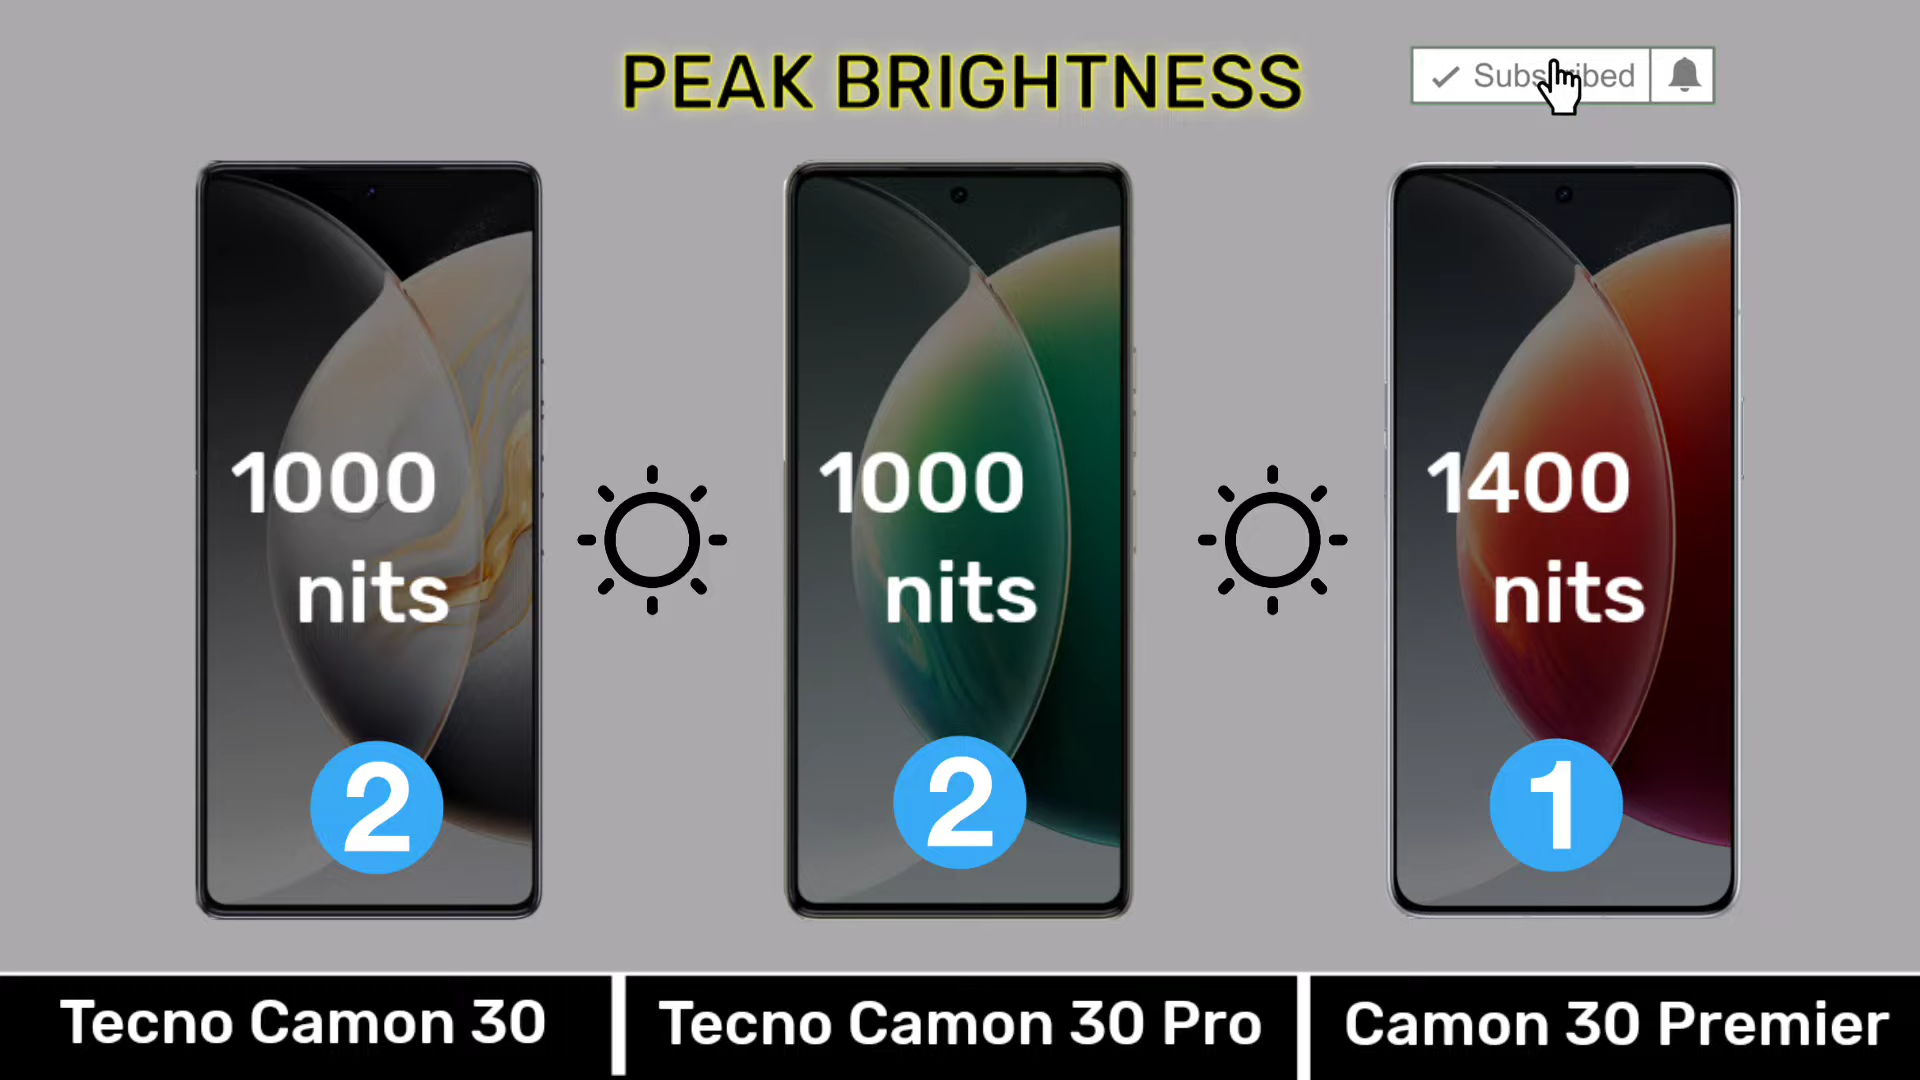 PEAK BRIGHTNESS
Subscribed
1000
nits
1000
nits
1400
nits
2
2
1
Tecno Camon 30
Tecno Camon 30 Pro
Camon 30 Premier